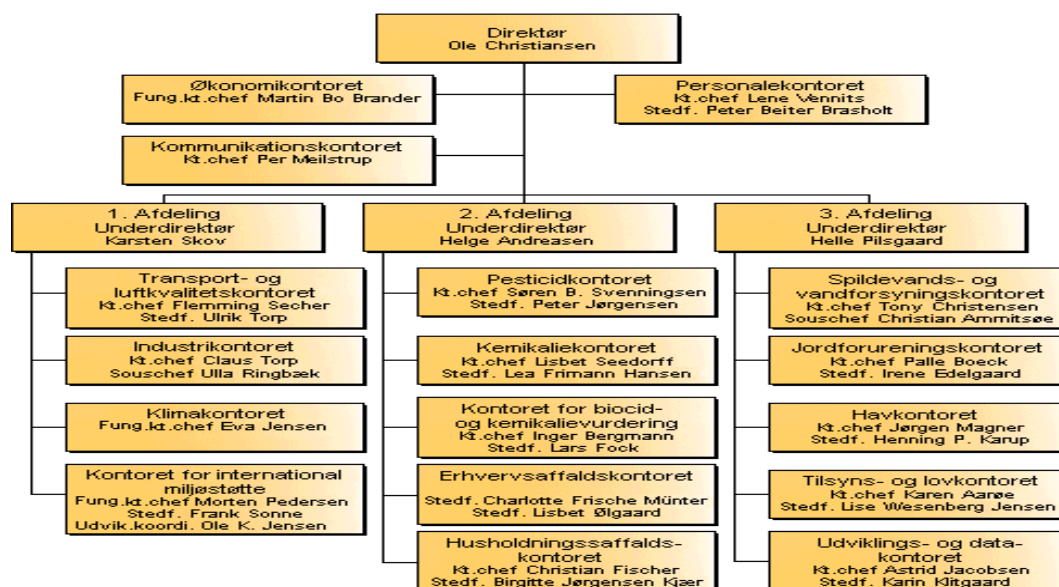 Direktør
Ole Christiansen
Økonomikontoret
Fung.kt.chef Martin Bo Brander
Personalekontoret
Kt.chef Lene Vennits
Stedf. Peter Beiter Brasholt
Kommunikationskontoret
Kt.chef Per Meilstrup
1. Afdeling
Underdirektør
Karsten Skov
Transport- og
luftkvalitetskontoret
Kt.chef Flemming Secher
Stedf. Ulrik Torp
Industrikontoret
Kt.chef Claus Torp
Souschef Ulla Ringbæk
Klimakontoret
Fung.kt.chef Eva Jensen
Kontoret for international
miljøstøtte
Fung.kt.chef Morten Pedersen
Stedf. Frank Sonne
Udvik.koordi. Ole K. Jensen
2. Afdeling
Underdirektør
Helge Andreasen
Pesticidkontoret
Kt.chef Søren B. Svenningsen
Stedf. Peter Jørgensen
Kemikaliekontoret
Kt.chef Lisbet Seedorff
Stedf. Lea Frimann Hansen
Kontoret for biocid-
og kemikalievurdering
Kt.chef Inger Bergmann
Stedf. Lars Fock
Erhvervsaffaldskontoret
Stedf. Charlotte Frische Münter
Stedf. Lisbet Ølgaard
Husholdningssaffalds-
kontoret
Kt.chef Christian Fischer
Stedf. Birgitte Jørgensen Kjær
3. Afdeling
Underdirektør
Helle Pilsgaard
Spildevands- og
vandforsyningskontoret
Kt.chef Tony Christensen
Souschef Christian Ammitsøe
Jordforureningskontoret
Kt.chef Palle Boeck
Stedf. Irene Edelgaard
Havkontoret
Kt.chef Jørgen Magner
Stedf. Henning P. Karup
Tilsyns- og lovkontoret
Kt.chef Karen Aarøe
Stedf. Lise Wesenberg Jensen
Udviklings- og data-
kontoret
Kt.chef Astrid Jacobsen
Stedf. Karin Klitgaard